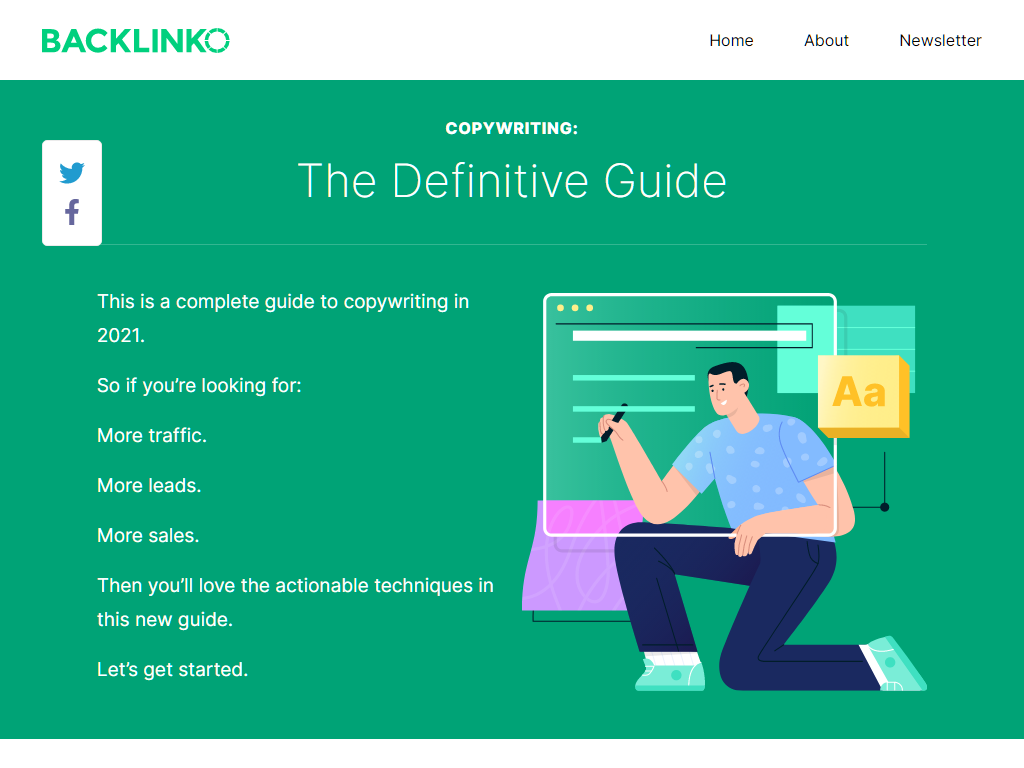 BACKLINKO
Home
About
Newsletter
COPYWRITING:
The Definitive Guide
This is a complete guide to copywriting in
2021.
So if you’re looking for:
More traffic.
More leads.
More sales.
Then you’ll love the actionable techniques in
this new guide.
Let’s get started.
Aa